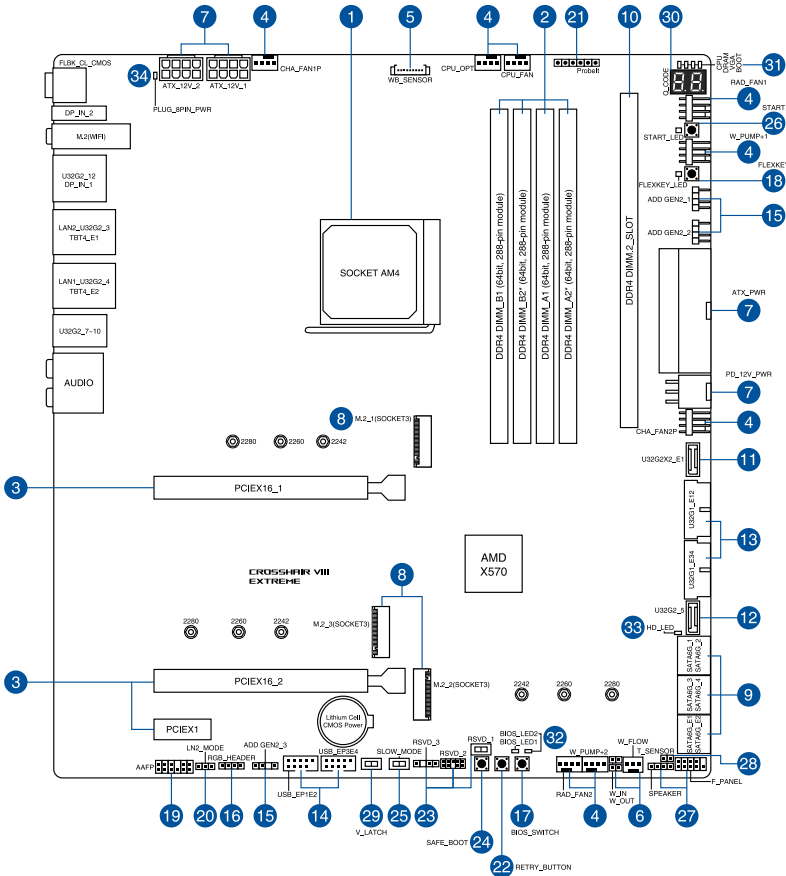 7
4
1
5
4
2
21
10
30
31
FLBK_CL_CMOS
34
ATX_12V_2
ATX_12V_1
CHA_FAN1P
PLUG_8PIN_PWR
WB_SENSOR
CPU_OPT
CPU_FAN
ProbeIt
Q_CODE
88
CPU
DRAM
VGA
BOOT
RAD_FAN1
4
START
26
START_LED
W_PUMP+1
4
FLEXKEY
18
FLEXKEY_LED
DP_IN_2
M.2(WIFI)
U32G2_12
DP_IN_1
LAN2_U32G2_3
TBT4_E1
LAN1_U32G2_4
TBT4_E2
U32G2_7~10
AUDIO
SOCKET AM4
DDR4 DIMM_B1 (64bit, 288-pin module)
DDR4 DIMM_B2* (64bit, 288-pin module)
DDR4 DIMM_A1 (64bit, 288-pin module)
DDR4 DIMM_A2* (64bit, 288-pin module)
DDR4 DIMM.2_SLOT
ADD GEN2_1
15
ADD GEN2_2
ATX_PWR
7
PD_12V_PWR
7
4
CHA_FAN2P
8
M.2_1(SOCKET3)
2280
2260
2242
U32G2X2_E1
11
3
PCIEX16_1
U32G1_E12
13
U32G1_E34
AMD
X570
CROSSHAIR VIII
EXTREME
8
2280
2260
2242
M.2_3(SOCKET3)
U32G2_5
12
33
HD_LED
3
PCIEX16_2
M.2_2(SOCKET3)
2242
2260
2280
SATA6G_1
SATA6G_2
SATA6G_3
SATA6G_4
SATA6G_E1
SATA6G_E2
9
PCIEX1
Lithium Cell
CMOS Power
LN2_MODE
RGB_HEADER
ADD GEN2_3
USB_EP3E4
SLOW_MODE
RSVD_3
RSVD_2
RSVD_1
BIOS_LED2
BIOS_LED1
32
W_PUMP+2
W_FLOW
T_SENSOR
28
AAFP
USB_EP1E2
RAD_FAN2
W_IN
W_OUT
SPEAKER
F_PANEL
19
20
16
15
14
29
25
23
24
17
4
6
27
V_LATCH
SAFE_BOOT
BIOS_SWITCH
22
RETRY_BUTTON